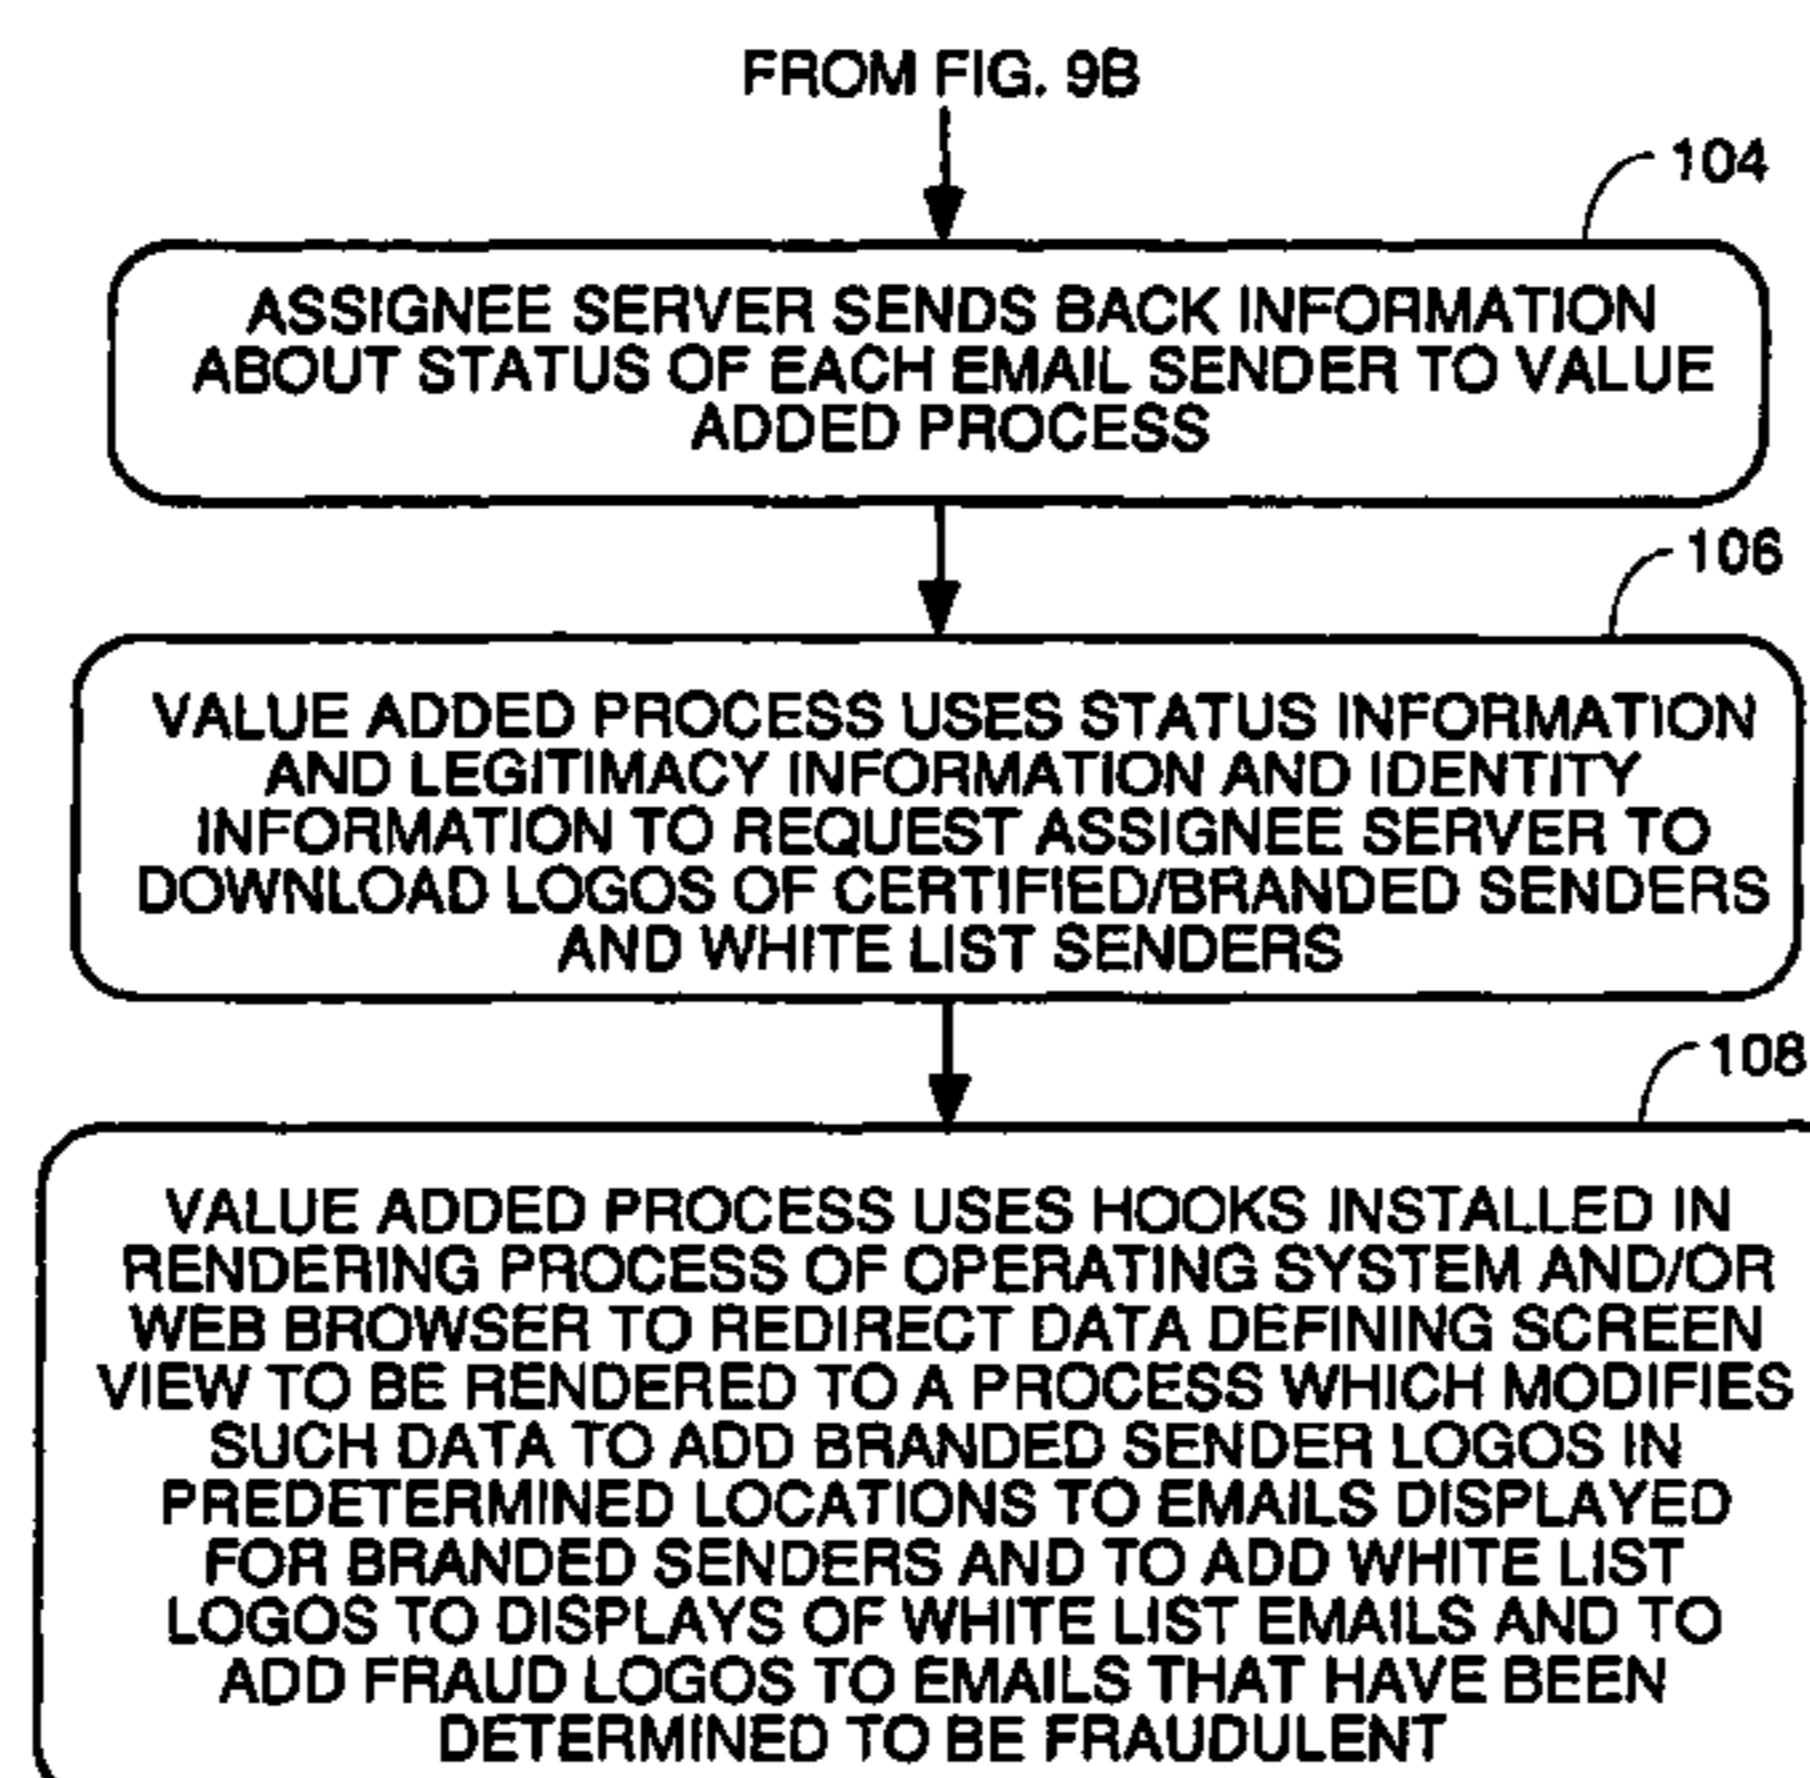 FROM FIG. 9B
104
ASSIGNEE SERVER SENDS BACK INFORMATION
ABOUT STATUS OF EACH EMAIL SENDER TO VALUE
ADDED PROCESS
106
VALUE ADDED PROCESS USES STATUS INFORMATION
AND LEGITIMACY INFORMATION AND IDENTITY
INFORMATION TO REQUEST ASSIGNEE SERVER TO
DOWNLOAD LOGOS OF CERTIFIED/BRANDED SENDERS
AND WHITE LIST SENDERS
108
VALUE ADDED PROCESS USES HOOKS INSTALLED IN
RENDERING PROCESS OF OPERATING SYSTEM AND/OR
WEB BROWSER TO REDIRECT DATA DEFINING SCREEN
VIEW TO BE RENDERED TO A PROCESS WHICH MODIFIES
SUCH DATA TO ADD BRANDED SENDER LOGOS IN
PREDETERMINED LOCATIONS TO EMAILS DISPLAYED
FOR BRANDED SENDERS AND TO ADD WHITE LIST
LOGOS TO DISPLAYS OF WHITE LIST EMAILS AND TO
ADD FRAUD LOGOS TO EMAILS THAT HAVE BEEN
DETERMINED TO BE FRAUDULENT